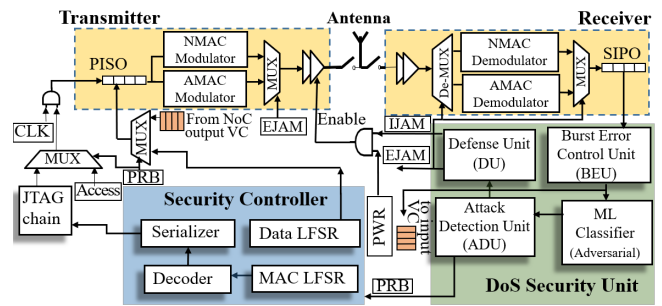 Transmitter
Antenna
Receiver
PISO
NMAC
Modulator
AMAC
Modulator
MUX
De-MUX
NMAC
Demodulator
AMAC
Demodulator
MUX
SIPO
CLK
MUX
From NoC
output VC
EJAM
Enable
IJAM
EJAM
Defense Unit
(DU)
Burst Error
Control Unit
(BEU)
MUX
Access
PRB
JTAG
chain
Security Controller
Serializer
Data LFSR
Decoder
MAC LFSR
PWR
to input
VC
Attack
Detection Unit
(ADU)
ML
Classifier
(Adversarial)
PRB
DoS Security Unit